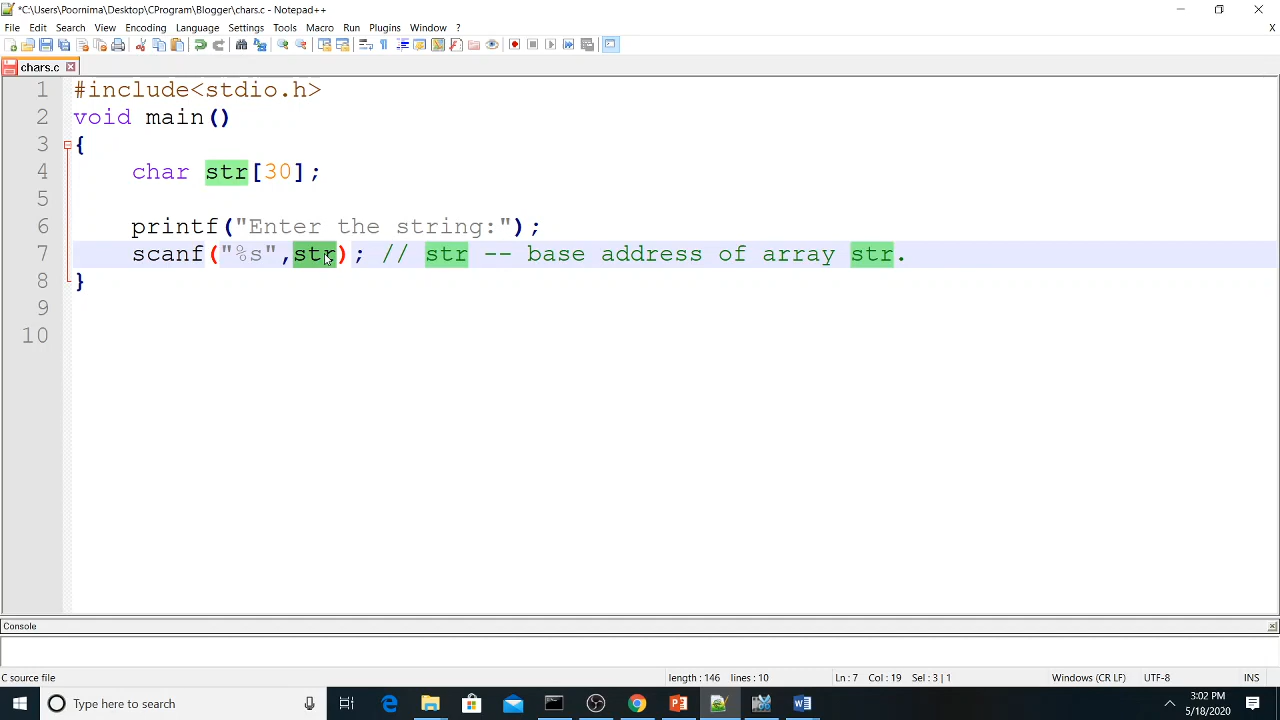 *C:\Users\Poornima\Desktop\CProgram\Blogger\chars.c - Notepad++
File Edit Search View Encoding Language Settings Tools Macro Run Plugins Window ?
X
chars.c
1 #include<stdio.h>
2 void main()
3 {
4 char str[30];
5
6 printf("Enter the string:");
7 scanf("%s",str); // str -- base address of array str.
8 }
9
10
Console
C source file length : 146 lines : 10 Ln : 7 Col : 19 Sel : 3 | 1 Windows (CR LF) UTF-8 INS
Type here to search
3:02 PM
5/18/2020